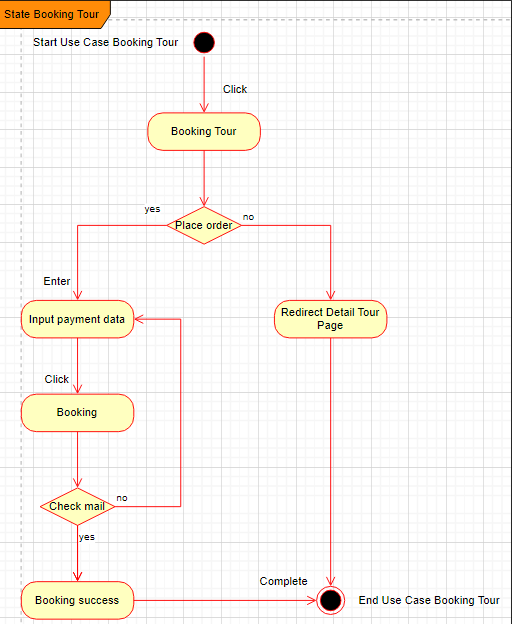 State Booking Tour
Start Use Case Booking Tour
Click
Booking Tour
yes
Place order
no
Enter
Input payment data
Redirect Detail Tour
Page
Click
Booking
Check mail
no
yes
Complete
Booking success
End Use Case Booking Tour